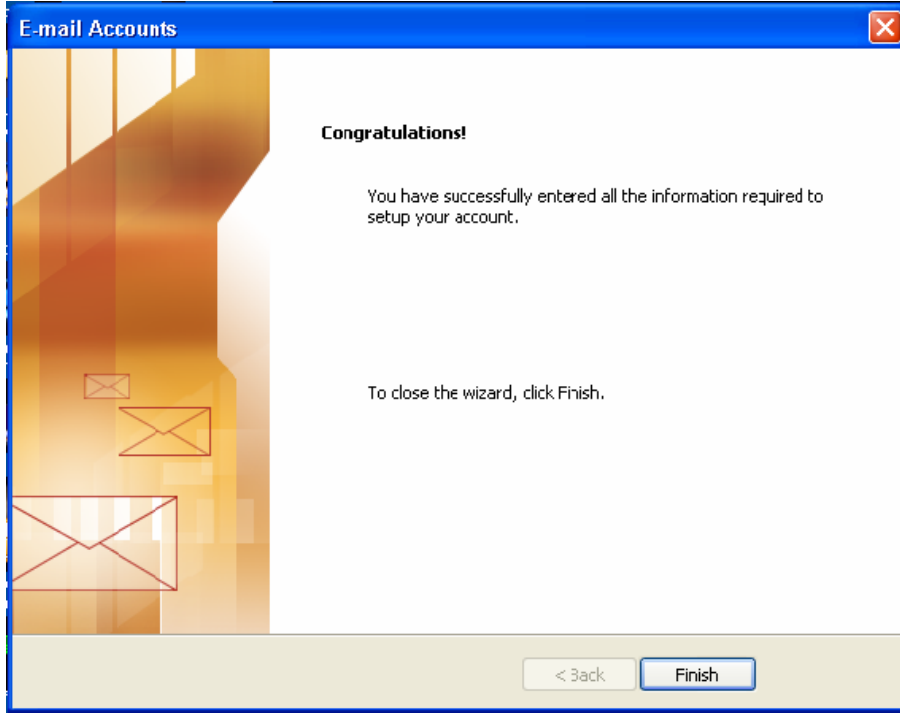 E-mail Accounts
Congratulations!
You have successfully entered all the information required to
setup your account.
To close the wizard, click Finish.
< Back
Finish